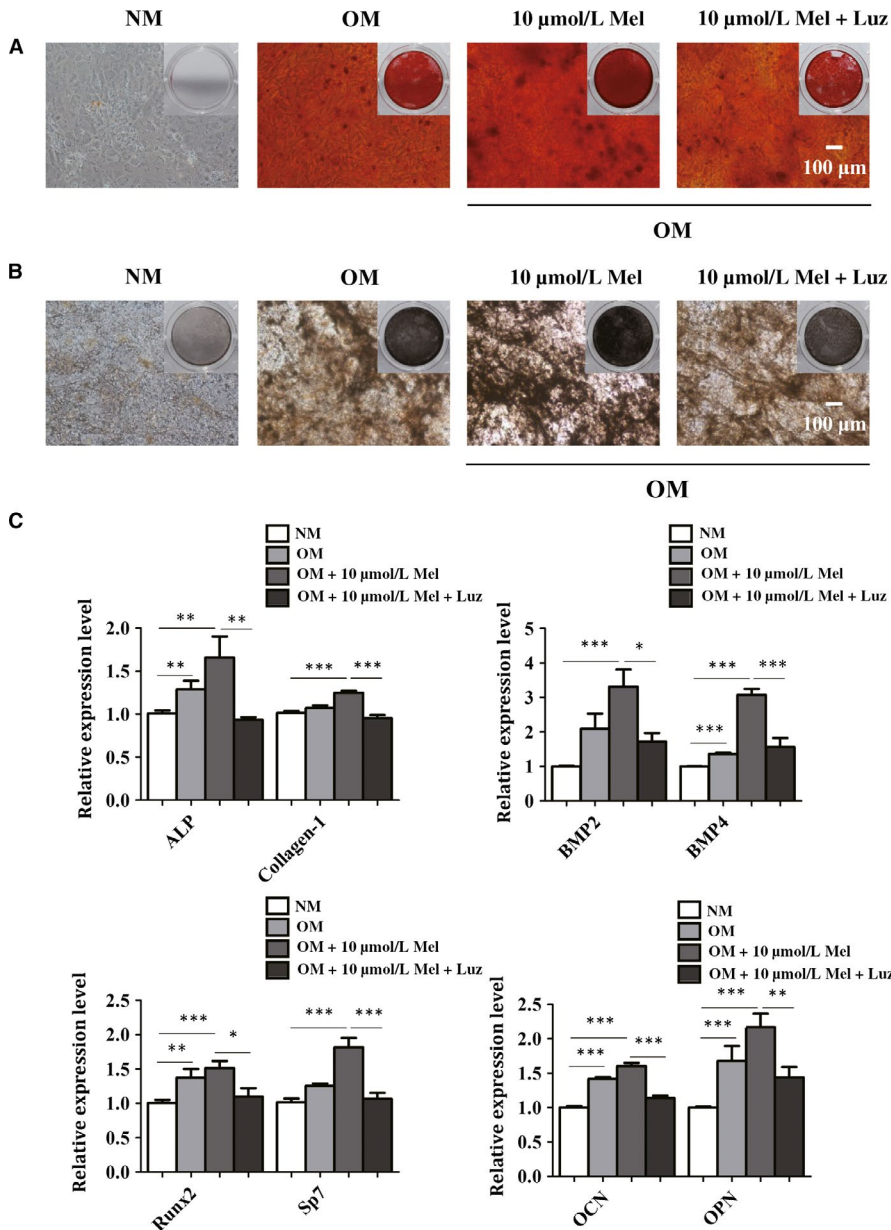 NM OM 10 μmol/L Mel 10 μmol/L Mel + Luz
A
100 μm
OM
B
NM OM 10 μmol/L Mel 10 μmol/L Mel + Luz
100 μm
OM
C
NM
OM
OM + 10 μmol/L Mel
OM + 10 μmol/L Mel + Luz
Relative expression level
2.0
1.5
1.0
0.5
0.0
** ** **
*** ***
ALP Collagen-1
NM
OM
OM + 10 μmol/L Mel
OM + 10 μmol/L Mel + Luz
Relative expression level
5
4
3
2
1
0
*** *
*** *** ***
BMP2 BMP4
NM
OM
OM + 10 μmol/L Mel
OM + 10 μmol/L Mel + Luz
Relative expression level
2.5
2.0
1.5
1.0
0.5
0.0
*** ** *
*** ***
Runx2 Sp7
NM
OM
OM + 10 μmol/L Mel
OM + 10 μmol/L Mel + Luz
Relative expression level
2.5
2.0
1.5
1.0
0.5
0.0
*** *** ***
*** *** **
OCN OPN